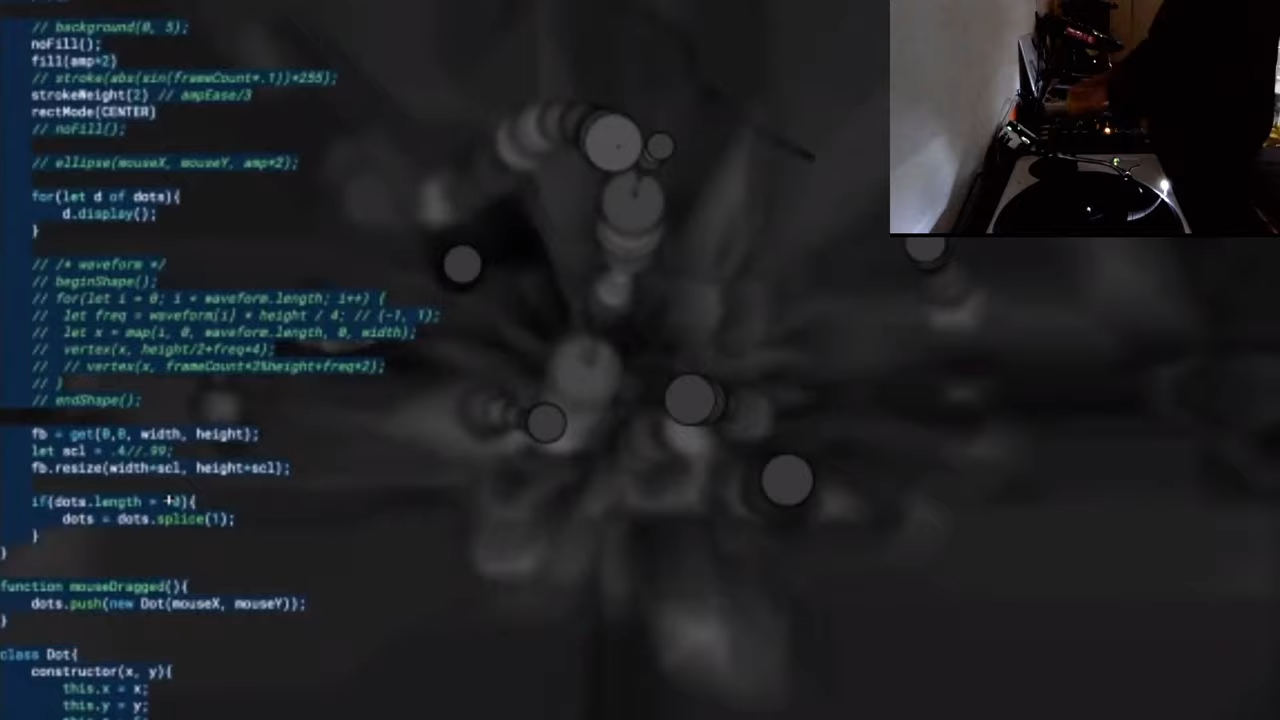 // background(0, 5);
noFill();
fill(amp*2)
// stroke(abs(sin(frameCount*.1))*255);
strokeWeight(2) // ampEase/3
rectMode(CENTER)
// noFill();
// ellipse(mouseX, mouseY, amp*2);
for(let d of dots){
d.display();
}
// /* waveform */
// beginShape();
// for(let i = 0; i < waveform.length; i++) {
// let freq = waveform[i] * height / 4; // (-1, 1);
// let x = map(i, 0, waveform.length, 0, width);
// vertex(x, height/2+freq*4);
// // vertex(x, frameCount*2%height+freq*2);
// }
// endShape();
fb = get(0,0, width, height);
let scl = .4//.99;
fb.resize(width*scl, height*scl);
if(dots.length >
dots = dots.splice(1);
}
}
function mouseDragged(){
dots.push(new Dot(mouseX, mouseY));
}
class Dot{
constructor(x, y){
this.x = x;
this.y = y;